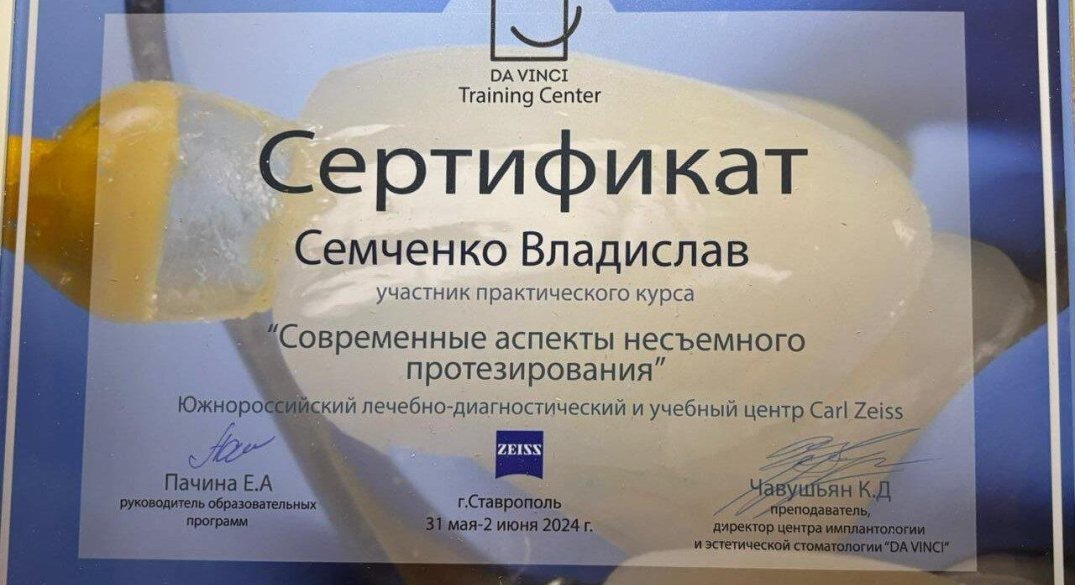 DA VINCI
Training Center
Сертификат
Семченко Владислав
участник практического курса
“Современные аспекты несъемного
протезирования”
Южнороссийский лечебно-диагностический и учебный центр Carl Zeiss
Пачина Е.А
руководитель образовательных
программ
ZEISS
г.Ставрополь
31 мая-2 июня 2024 г.
Чавушьян К.Д
преподаватель,
директор центра имплантологии
и эстетической стоматологии “DA VINCI”